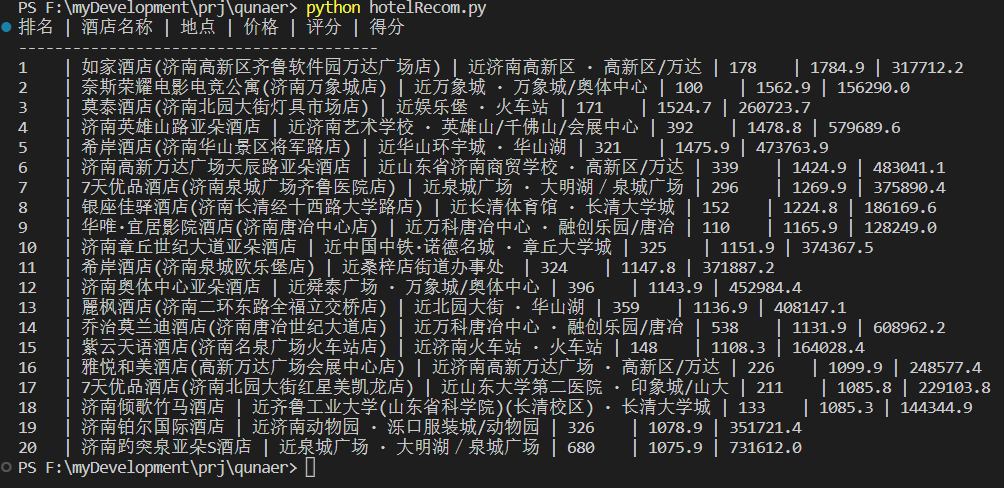 PS F:\myDevelopment\prj\qunaer> python hotelRecom.py
排名 | 酒店名称 | 地点 | 价格 | 评分 | 得分
----------------------------------------
1 | 如家酒店(济南高新区齐鲁软件园万达广场店) | 近济南高新区 · 高新区/万达 | 178 | 1784.9 | 317712.2
2 | 奈斯荣耀电影电竞公寓(济南万象城店) | 近万象城 · 万象城/奥体中心 | 100 | 1562.9 | 156290.0
3 | 莫泰酒店(济南北园大街灯具市场店) | 近娱乐堡 · 火车站 | 171 | 1524.7 | 260723.7
4 | 济南英雄山路亚朵酒店 | 近济南艺术学校 · 英雄山/千佛山/会展中心 | 392 | 1478.8 | 579689.6
5 | 希岸酒店(济南华山景区将军路店) | 近华山环宇城 · 华山湖 | 321 | 1475.9 | 473763.9
6 | 济南高新万达广场天辰路亚朵酒店 | 近山东省济南商贸学校 · 高新区/万达 | 339 | 1424.9 | 483041.1
7 | 7天优品酒店(济南泉城广场齐鲁医院店) | 近泉城广场 · 大明湖／泉城广场 | 296 | 1269.9 | 375890.4
8 | 银座佳驿酒店(济南长清经十西路大学路店) | 近长清体育馆 · 长清大学城 | 152 | 1224.8 | 186169.6
9 | 华唯·宜居影院酒店(济南唐冶中心店) | 近万科唐冶中心 · 融创乐园/唐冶 | 110 | 1165.9 | 128249.0
10 | 济南章丘世纪大道亚朵酒店 | 近中国中铁·诺德名城 · 章丘大学城 | 325 | 1151.9 | 374367.5
11 | 希岸酒店(济南泉城欧乐堡店) | 近桑梓店街道办事处 | 324 | 1147.8 | 371887.2
12 | 济南奥体中心亚朵酒店 | 近舜泰广场 · 万象城/奥体中心 | 396 | 1143.9 | 452984.4
13 | 麗枫酒店(济南二环东路全福立交桥店) | 近北园大街 · 华山湖 | 359 | 1136.9 | 408147.1
14 | 乔治莫兰迪酒店(济南唐冶世纪大道店) | 近万科唐冶中心 · 融创乐园/唐冶 | 538 | 1131.9 | 608962.2
15 | 紫云天语酒店(济南名泉广场火车站店) | 近济南火车站 · 火车站 | 148 | 1108.3 | 164028.4
16 | 雅悦和美酒店(高新万达广场会展中心店) | 近济南高新万达广场 · 高新区/万达 | 226 | 1099.9 | 248577.4
17 | 7天优品酒店(济南北园大街红星美凯龙店) | 近山东大学第二医院 · 印象城/山大 | 211 | 1085.8 | 229103.8
18 | 济南倾歌竹马酒店 | 近齐鲁工业大学(山东省科学院)(长清校区) · 长清大学城 | 133 | 1085.3 | 144344.9
19 | 济南铂尔国际酒店 | 近济南动物园 · 泺口服装城/动物园 | 326 | 1078.9 | 351721.4
20 | 济南趵突泉亚朵S酒店 | 近泉城广场 · 大明湖／泉城广场 | 680 | 1075.9 | 731612.0
PS F:\myDevelopment\prj\qunaer>